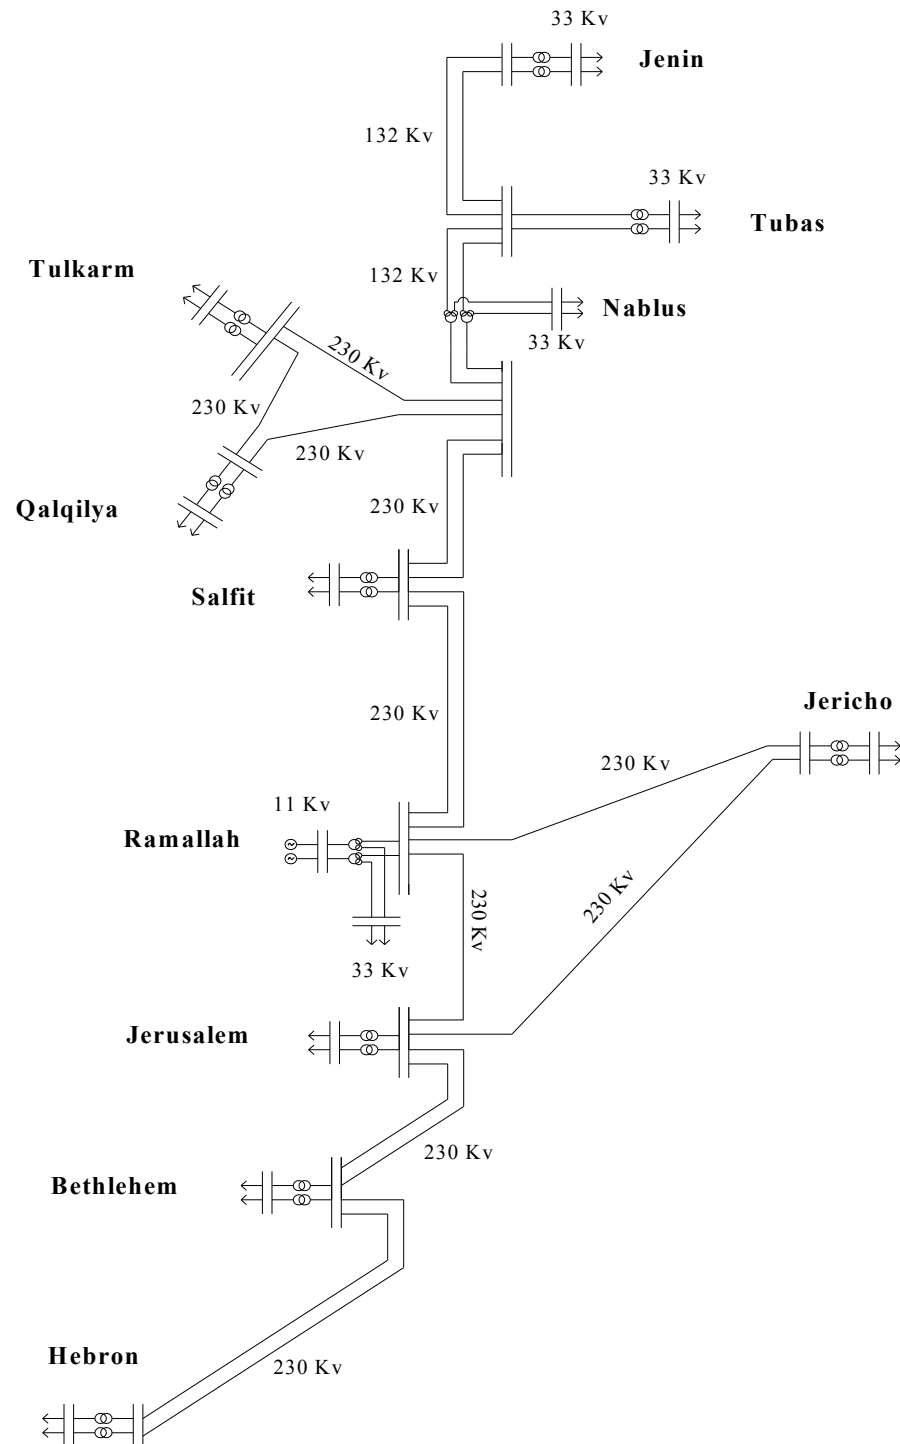 33 Kv
Jenin
132 Kv
33 Kv
Tubas
Tulkarm
132 Kv
Nablus
33 Kv
230 Kv
230 Kv
230 Kv
Qalqilya
230 Kv
Salfit
Jericho
230 Kv
230 Kv
11 Kv
Ramallah
230 Kv
230 Kv
33 Kv
Jerusalem
230 Kv
Bethlehem
Hebron
230 Kv